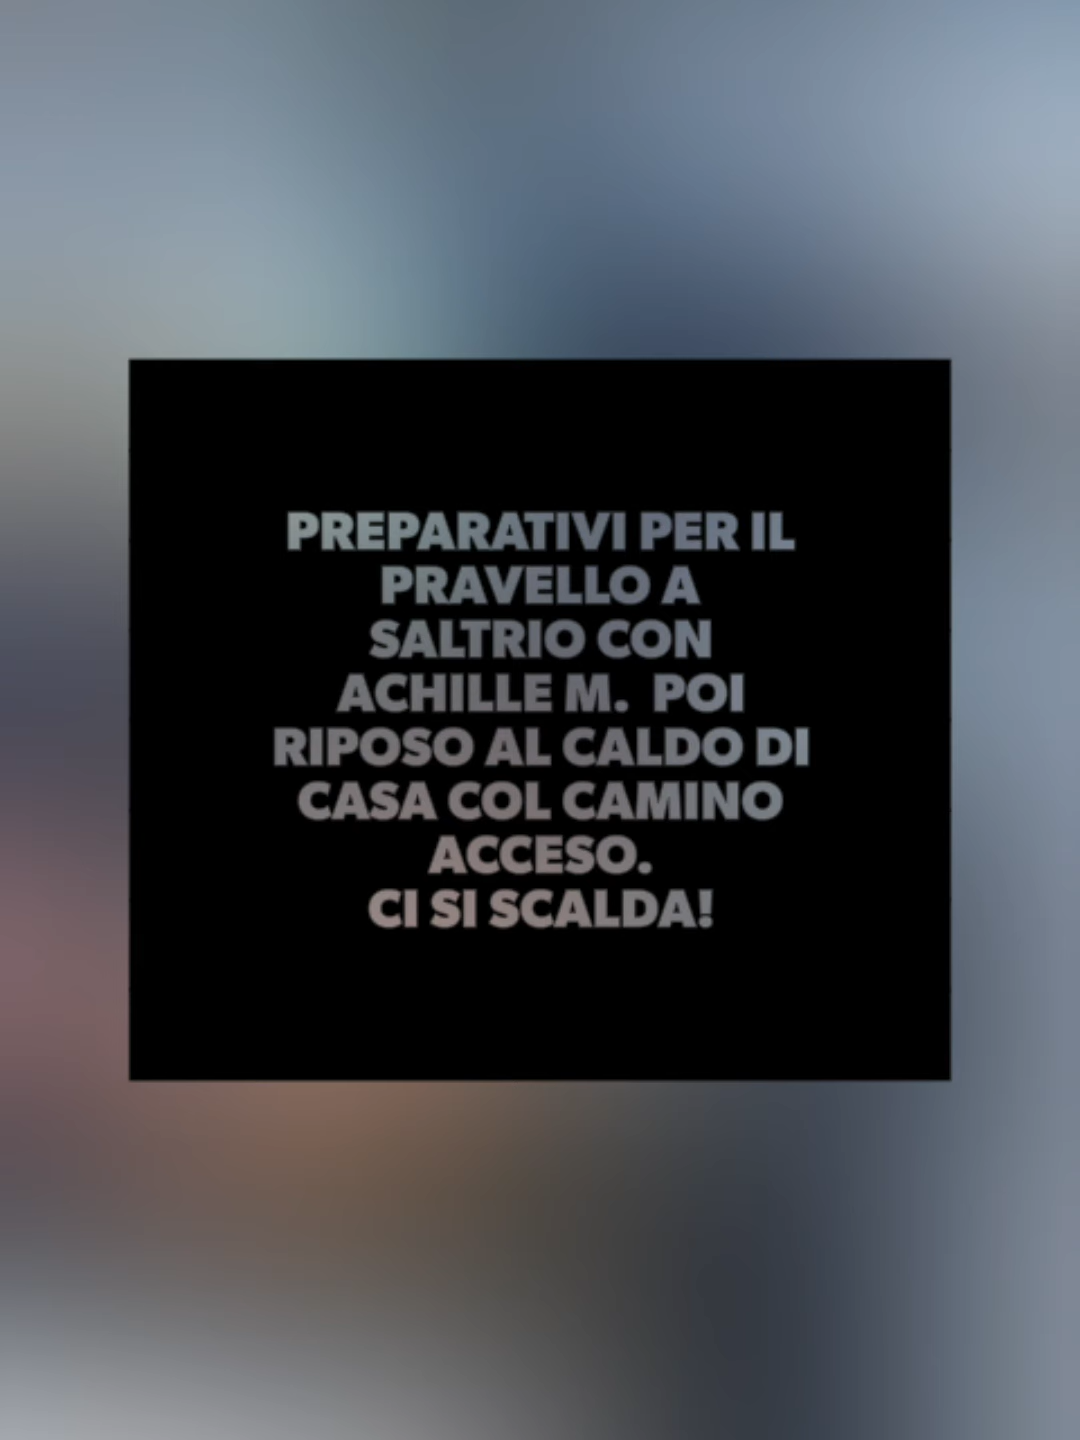 PREPARATIVI PER IL
PRAVELLO A
SALTRIO CON
ACHILLE M.  POI
RIPOSO AL CALDO DI
CASA COL CAMINO
ACCESO.
CI SI SCALDA!